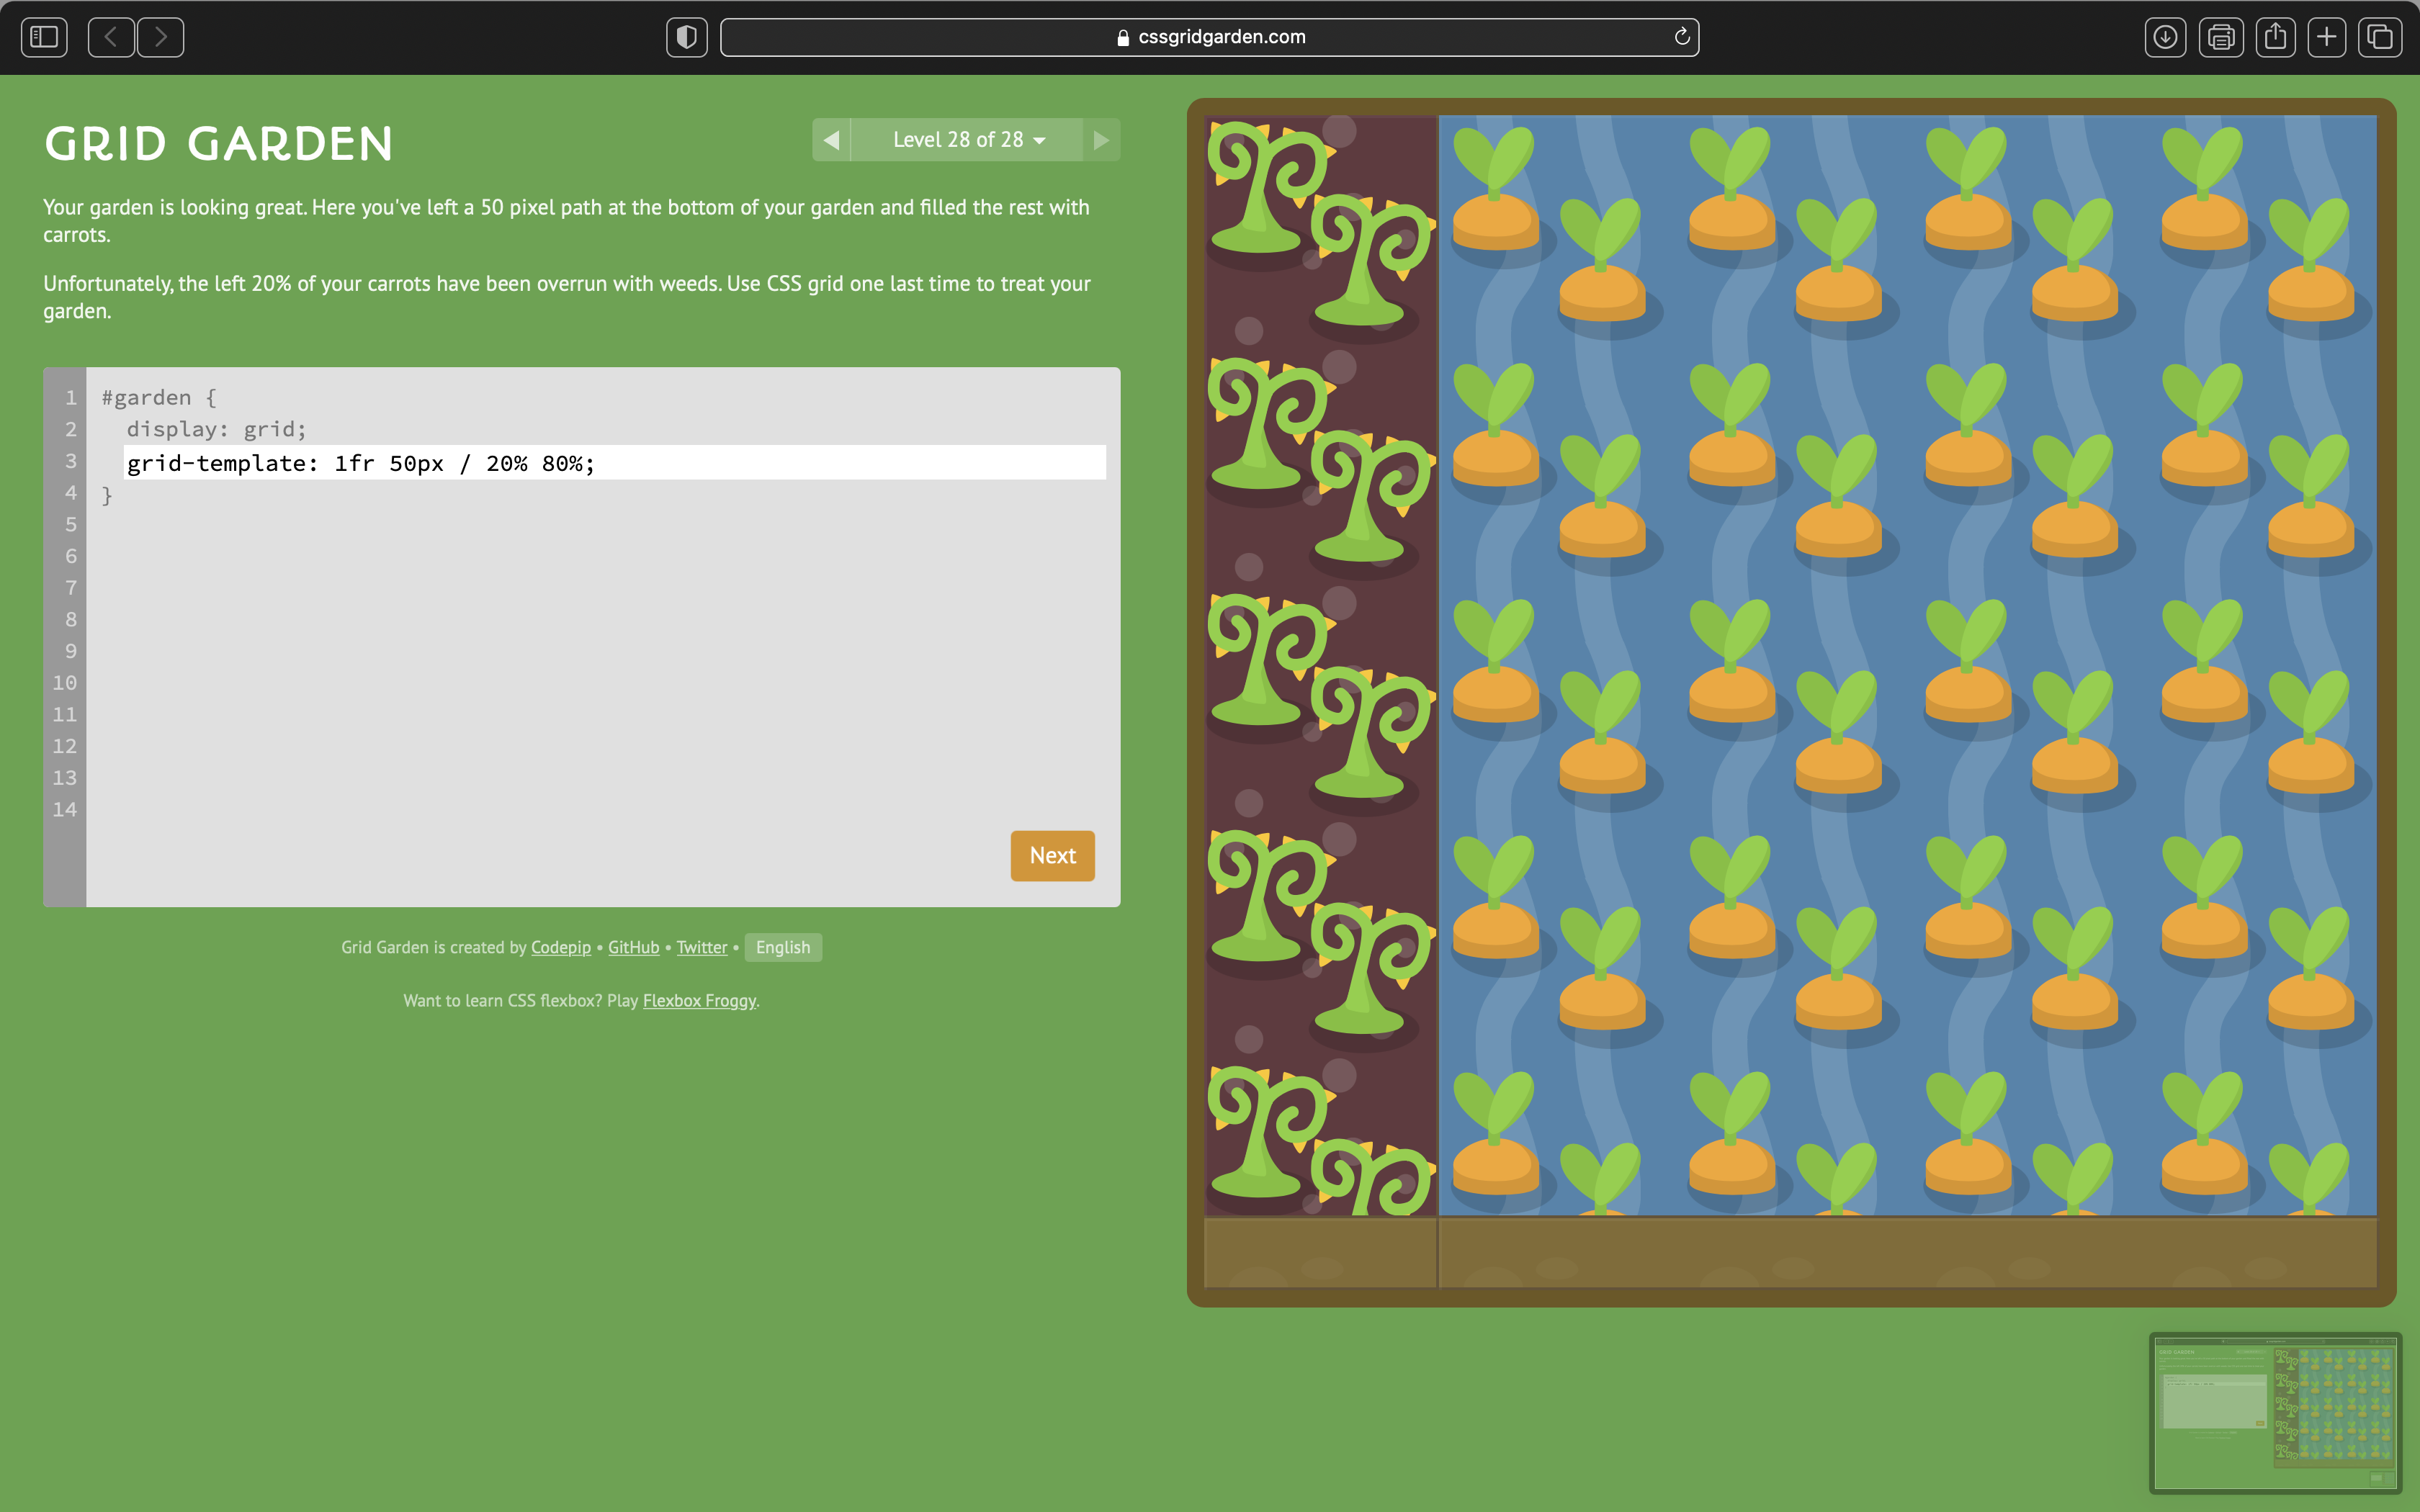 cssgridgarden.com
GRID GARDEN
Level 28 of 28
Your garden is looking great. Here you've left a 50 pixel path at the bottom of your garden and filled the rest with
carrots.
Unfortunately, the left 20% of your carrots have been overrun with weeds. Use CSS grid one last time to treat your
garden.
1 #garden {
2 display: grid;
3 grid-template: 1fr 50px / 20% 80%;
4 }
5
6
7
8
9
10
11
12
13
14
Next
Grid Garden is created by Codepip • GitHub • Twitter • English
Want to learn CSS flexbox? Play Flexbox Froggy.